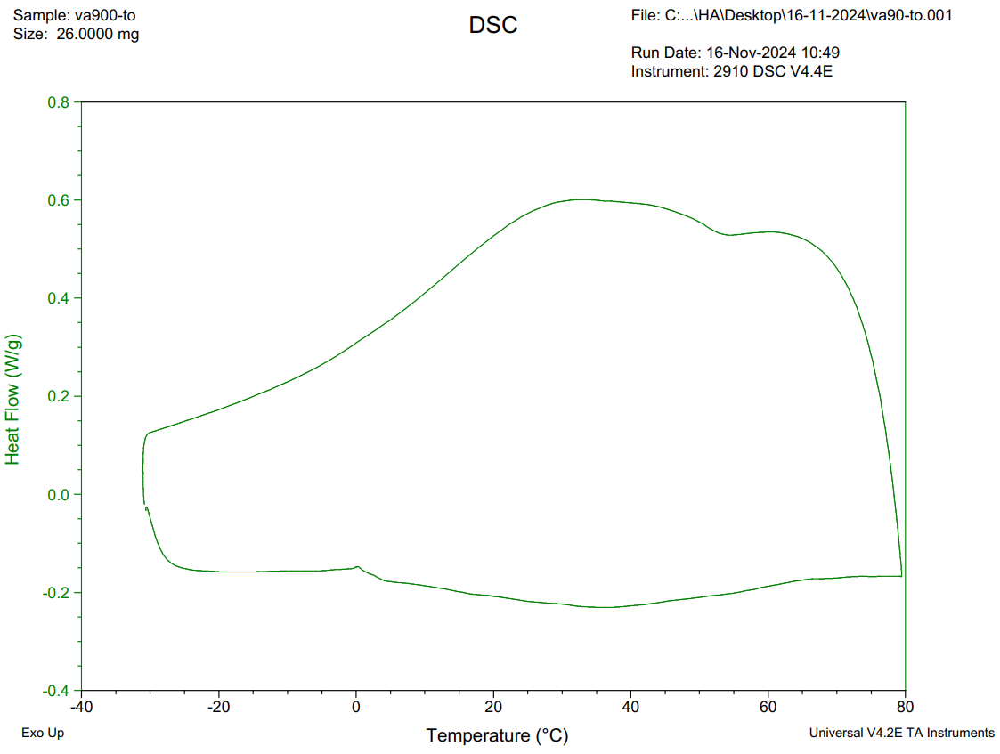 Sample: va900-to
Size: 26.0000 mg
DSC
File: C:...\HA\Desktop\16-11-2024\va90-to.001
Run Date: 16-Nov-2024 10:49
Instrument: 2910 DSC V4.4E
0.8
0.6
0.4
0.2
0.0
-0.2
-0.4
Heat Flow (W/g)
-40
-20
0
20
40
60
80
Exo Up
Temperature (°C)
Universal V4.2E TA Instruments